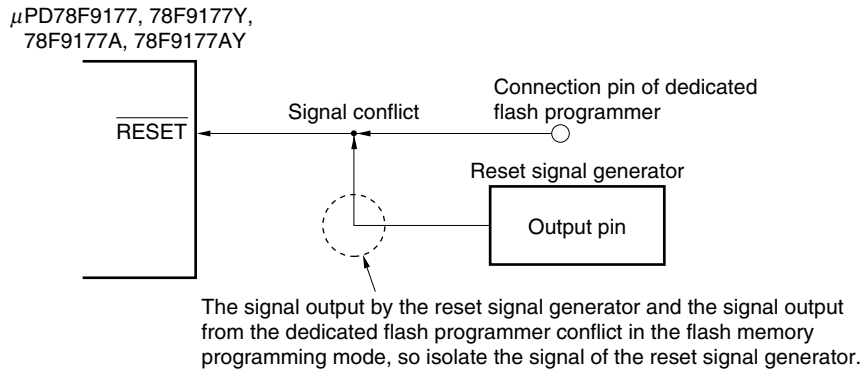 μPD78F9177, 78F9177Y,
78F9177A, 78F9177AY
Connection pin of dedicated
flash programmer
Signal conflict
RESET
Reset signal generator
Output pin
The signal output by the reset signal generator and the signal output
from the dedicated flash programmer conflict in the flash memory
programming mode, so isolate the signal of the reset signal generator.